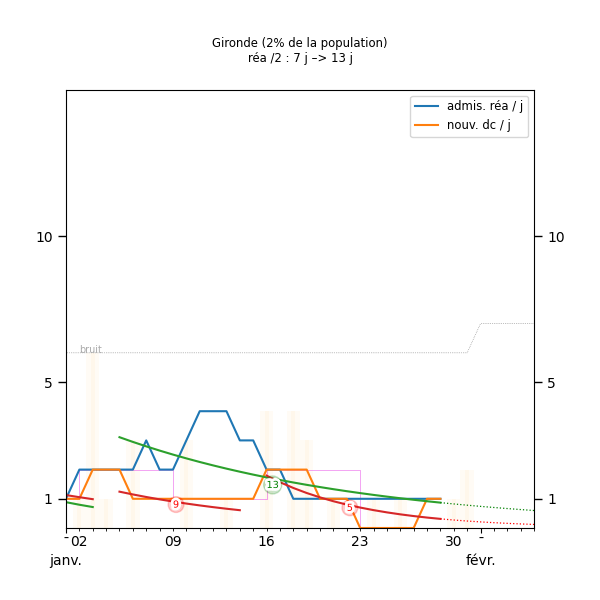 Gironde (2% de la population)
réa /2 : 7 j –> 13 j
admis. réa / j
nouv. dc / j
10
10
bruit
5
5
13
9
5
1
1
02
09
16
23
30
janv.
févr.